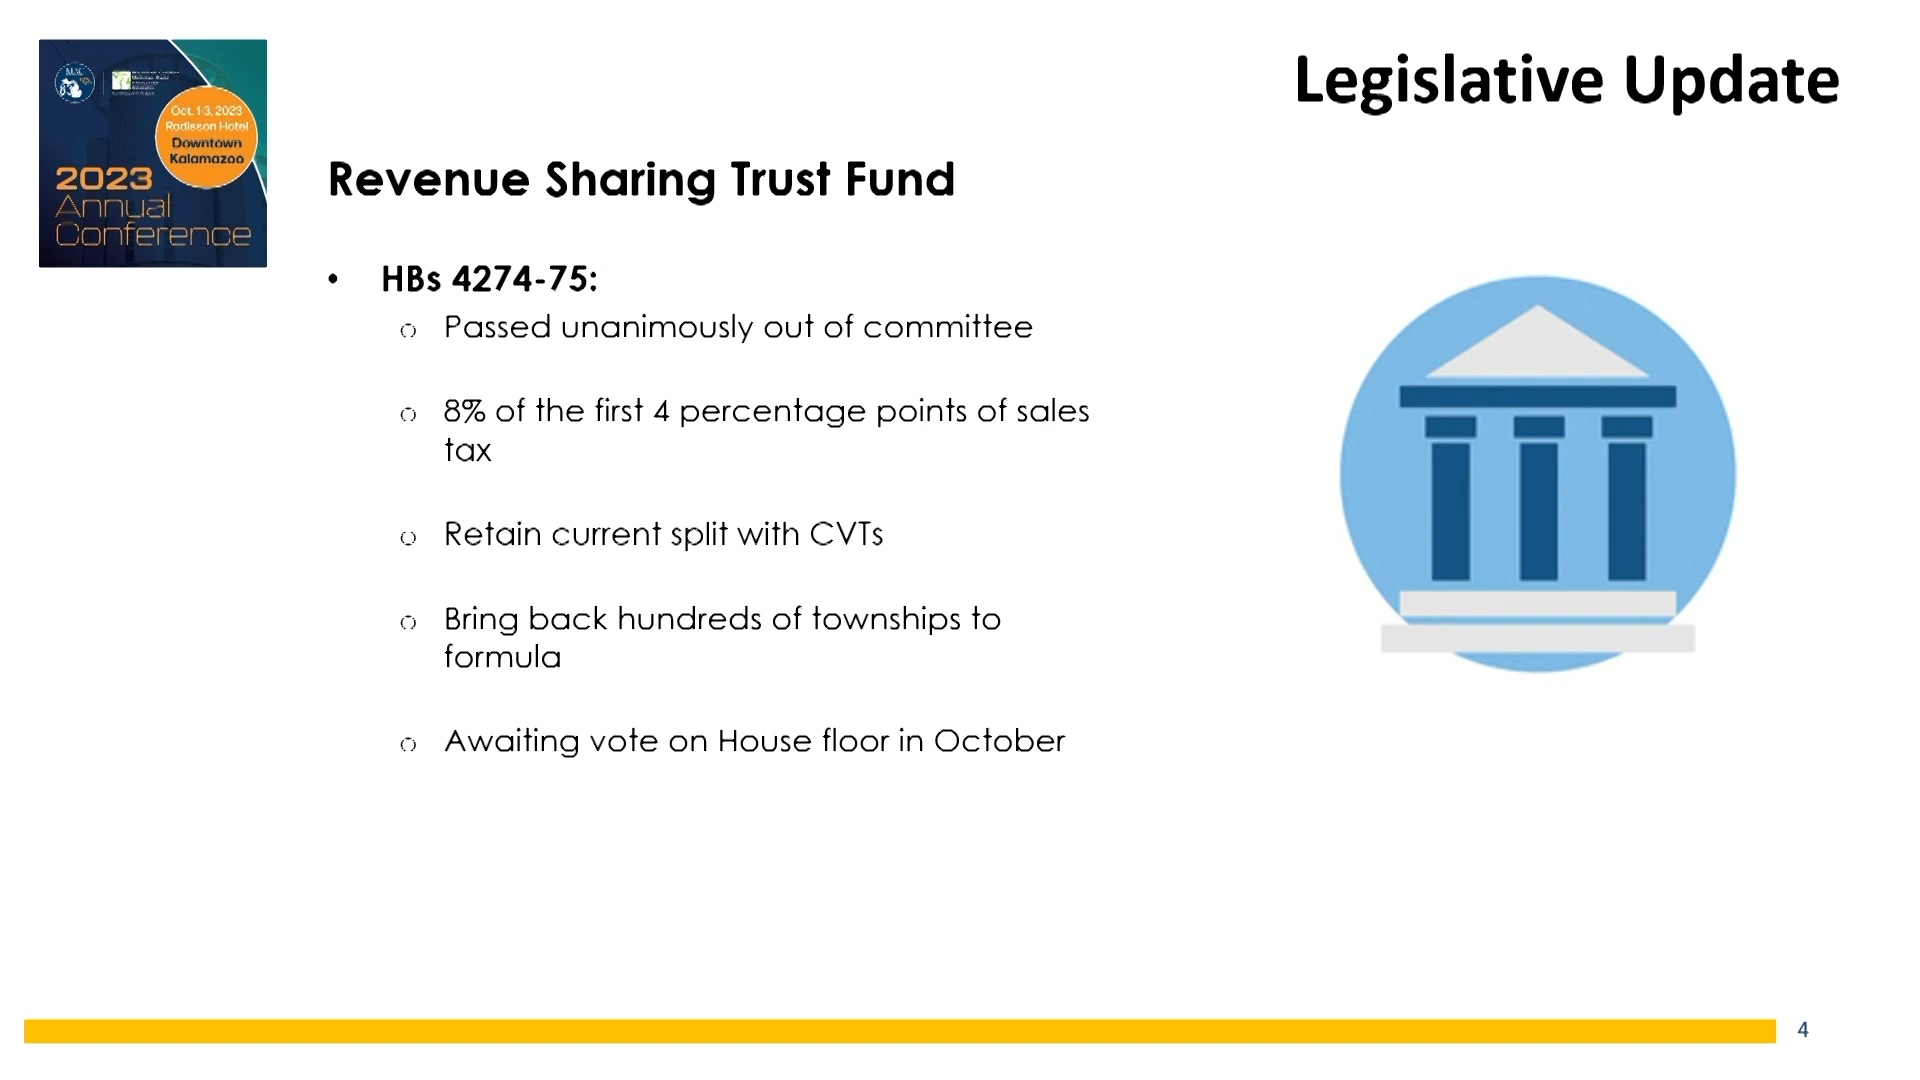 Legislative Update
MAC
Oct. 1-3, 2023
Radisson Hotel
Downtown
Kalamazoo
2023
Annual
Conference
Revenue Sharing Trust Fund
• HBs 4274-75:
o Passed unanimously out of committee
o 8% of the first 4 percentage points of sales
tax
o Retain current split with CVTs
o Bring back hundreds of townships to
formula
o Awaiting vote on House floor in October
4